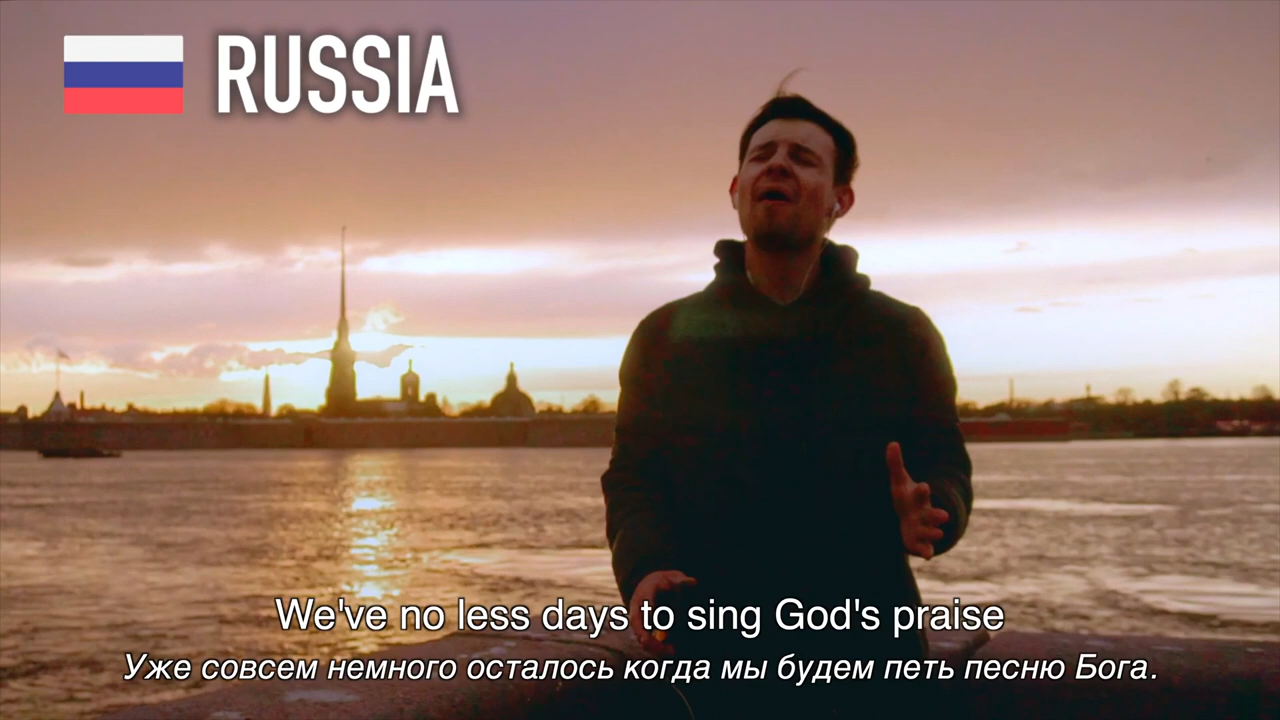 RUSSIA
We've no less days to sing God's praise
Уже совсем немного осталось когда мы будем петь песню Бога.